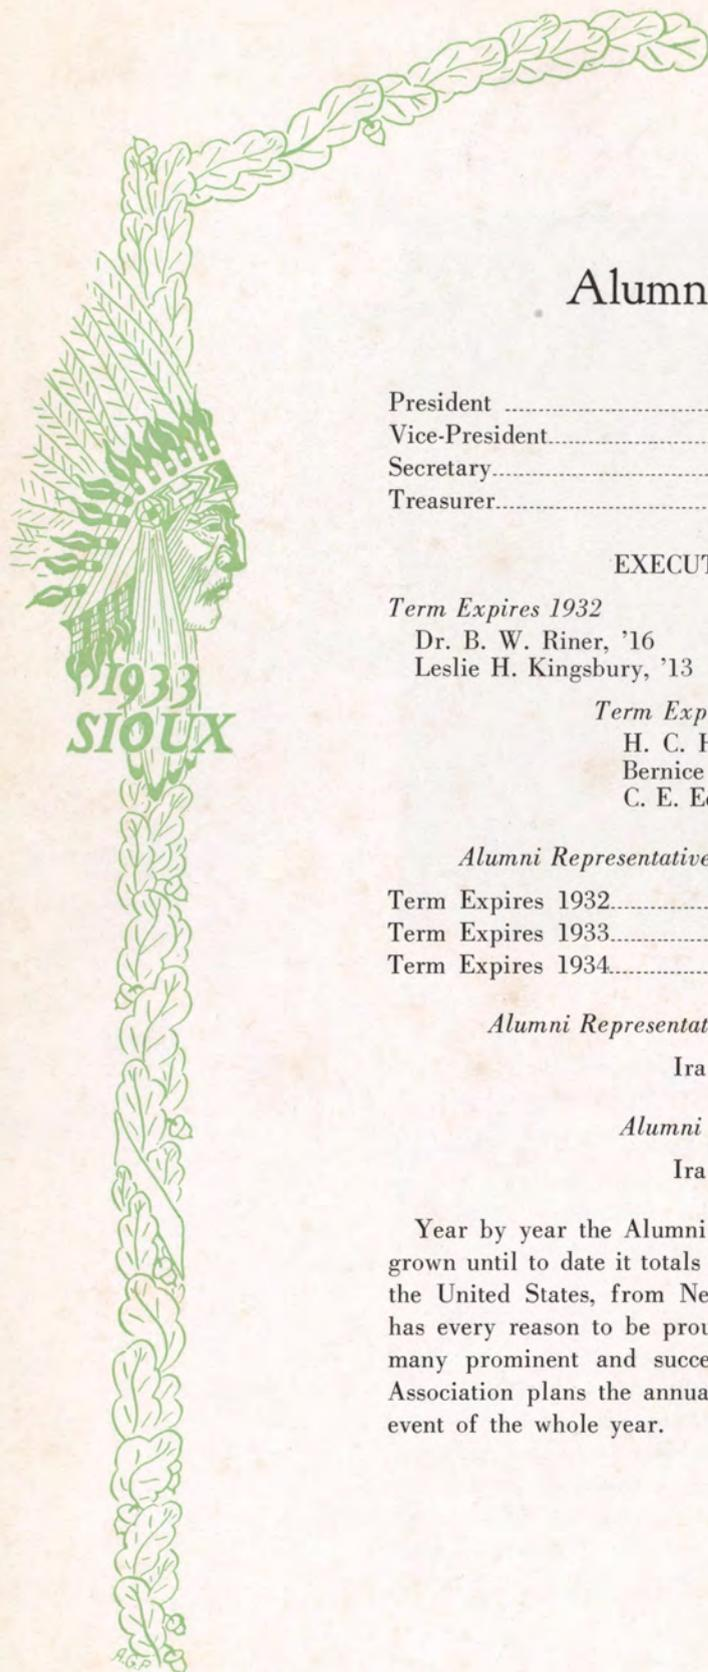 Alumn
President
Vice-President
Secretary
Treasurer
EXECUT
Term Expires 1932
Dr. B. W. Riner, '16
Leslie H. Kingsbury, '13
Term Exp
H. C. H
Bernice
C. E. Ed
1933
SIOUX
Alumni Representative
Term Expires 1932
Term Expires 1933
Term Expires 1934
Alumni Representat
Ira
Alumni
Ira
Year by year the Alumni
grown until to date it totals
the United States, from Ne
has every reason to be prou
many prominent and succe
Association plans the annua
event of the whole year.
A.G.P